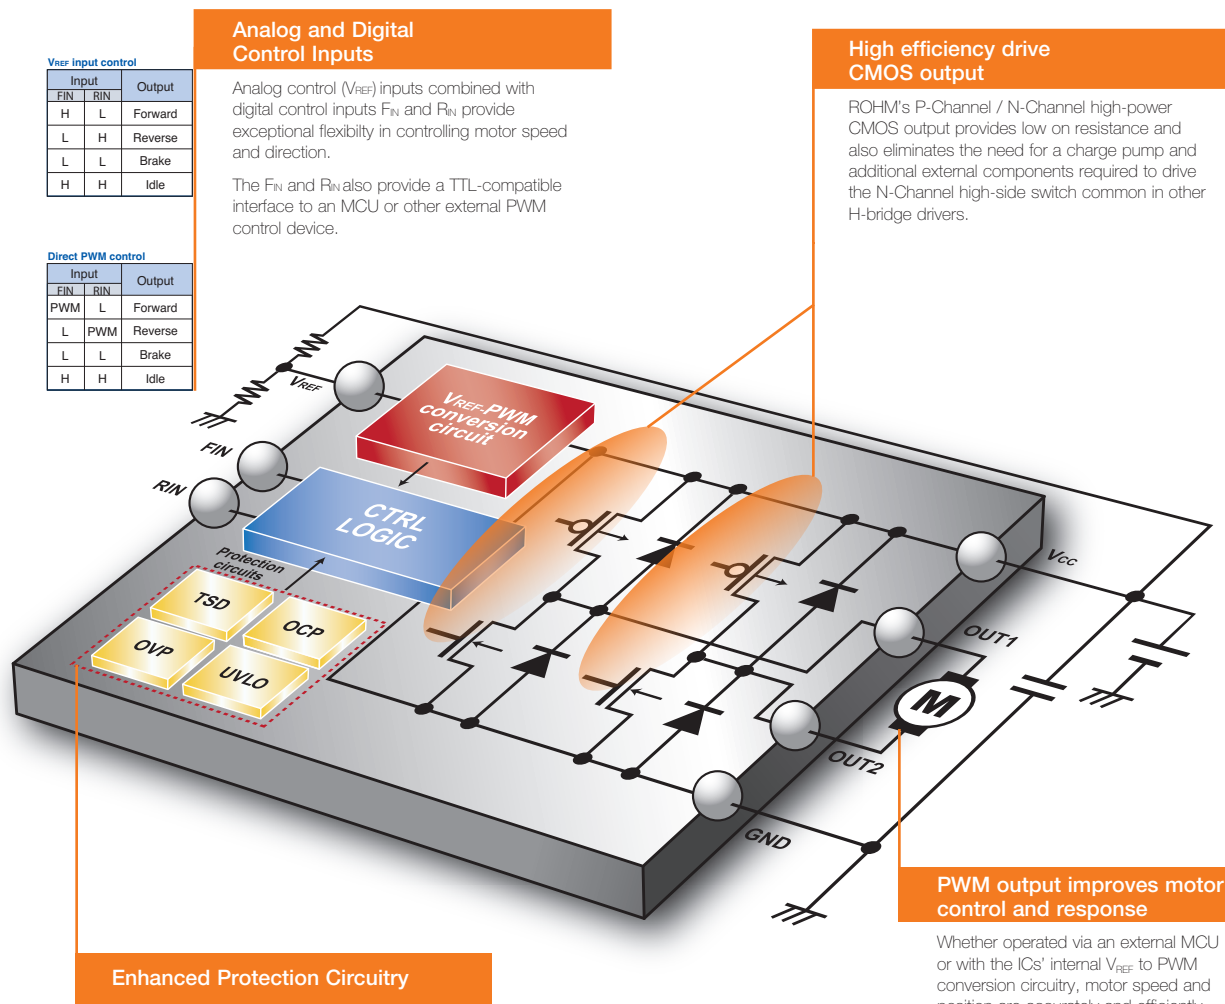 Analog and Digital
Control Inputs
Analog control (VREF) inputs combined with
digital control inputs FIN and RIN provide
exceptional flexibilty in controlling motor speed
and direction.
The FIN and RIN also provide a TTL-compatible
interface to an MCU or other external PWM
control device.
VREF input control
Input Output
FIN RIN
H L Forward
L H Reverse
L L Brake
H H Idle
Direct PWM control
Input Output
FIN RIN
PWM L Forward
L PWM Reverse
L L Brake
H H Idle
High efficiency drive
CMOS output
ROHM's P-Channel / N-Channel high-power
CMOS output provides low on resistance and
also eliminates the need for a charge pump and
additional external components required to drive
the N-Channel high-side switch common in other
H-bridge drivers.
VREF
FIN
RIN
VREF-PWM
conversion
circuit
CTRL
LOGIC
Protection
circuits
TSD
OCP
OVP
UVLO
VCC
OUT1
M
OUT2
GND
Enhanced Protection Circuitry
PWM output improves motor
control and response
Whether operated via an external MCU
or with the ICs' internal VREF to PWM
conversion circuitry, motor speed and
position are accurately and efficiently